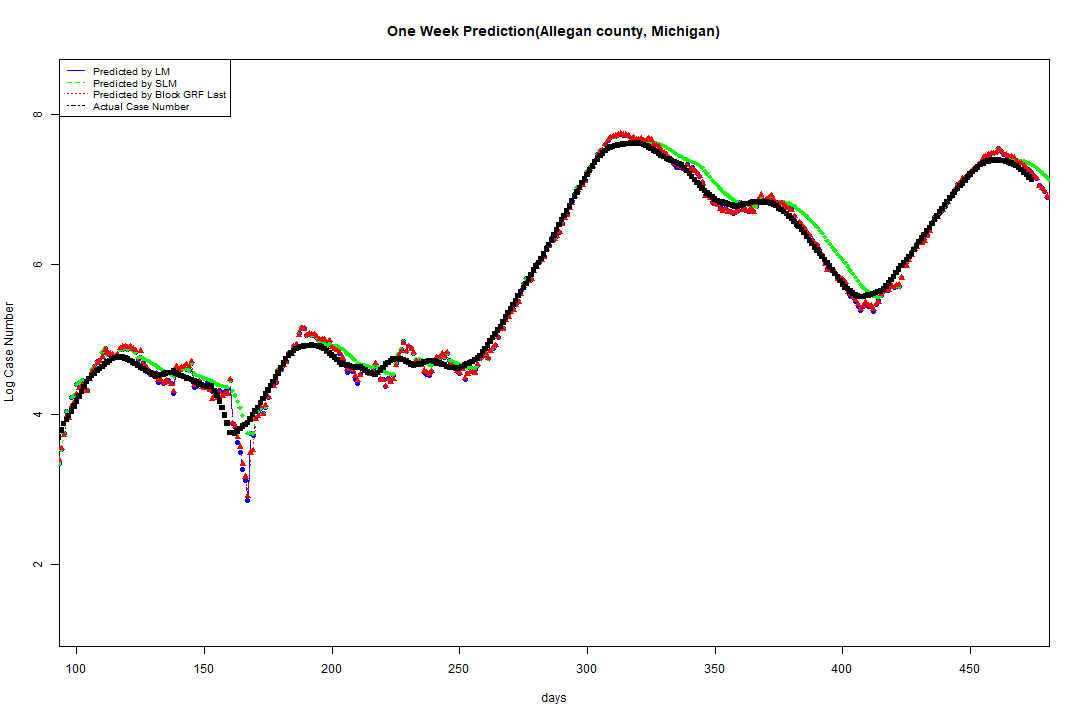 One Week Prediction(Allegan county, Michigan)
Predicted by LM
Predicted by SLM
Predicted by Block GRF Last
Actual Case Number
8
6
4
2
Log Case Number
100 150 200 250 300 350 400 450
days